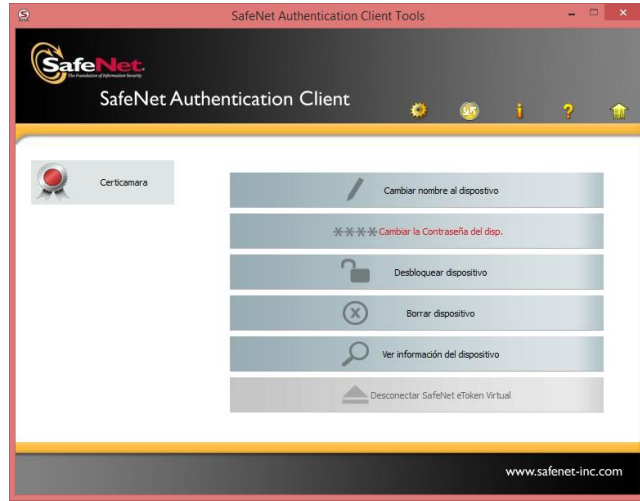 SafeNet Authentication Client Tools
SafeNet.
The Foundation of Information Security
SafeNet Authentication Client
Certicamara
Cambiar nombre al dispostivo
****Cambiar la Contraseña del disp.
Desbloquear dispositivo
Borrar dispositivo
Ver información del dispositivo
Desconectar SafeNet eToken Virtual
www.safenet-inc.com